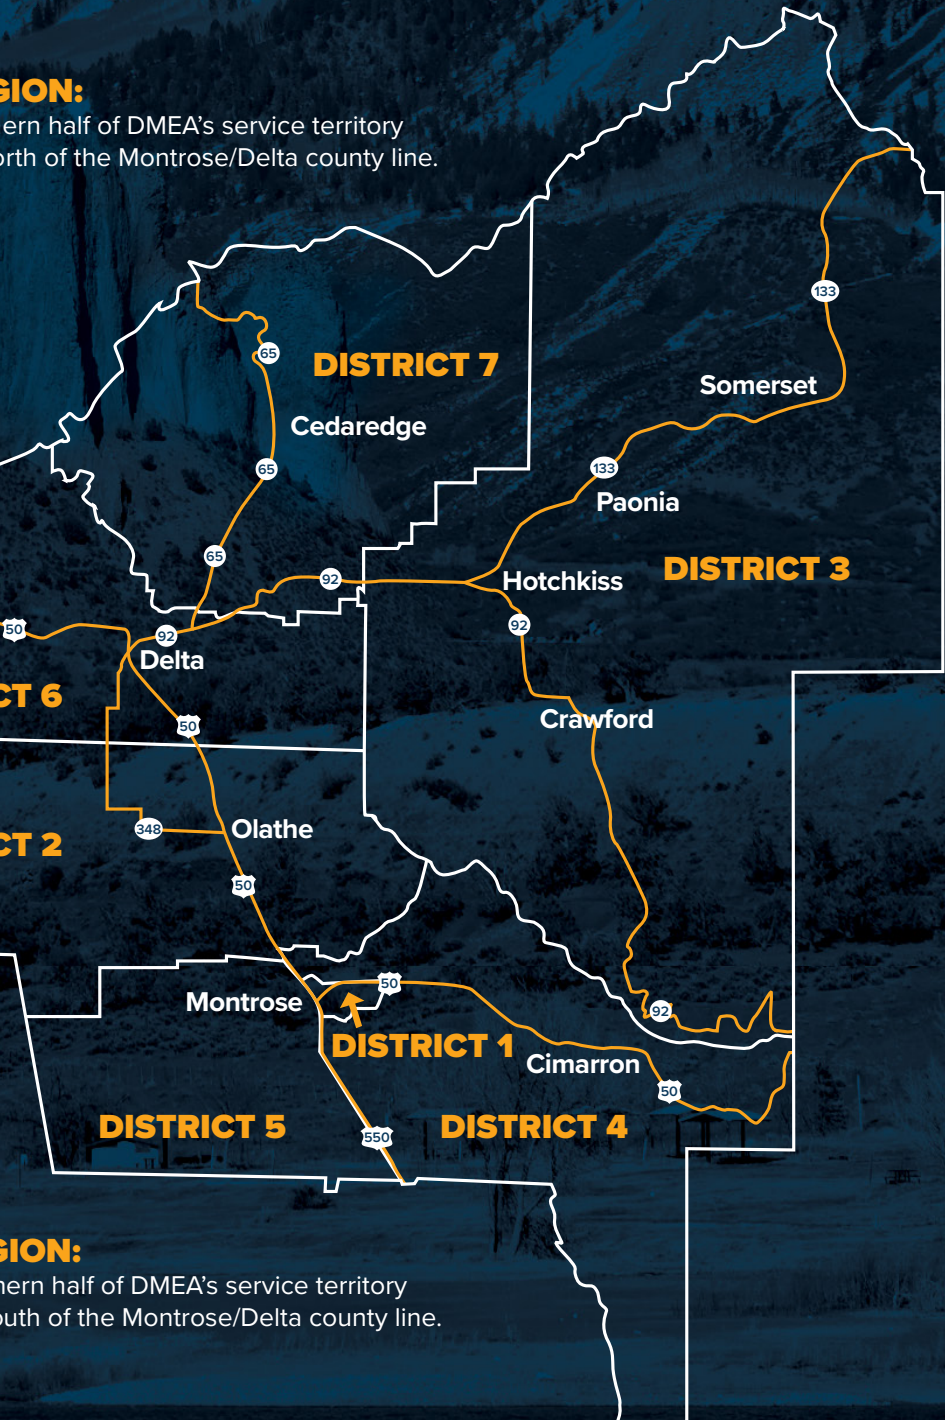 GION:
ern half of DMEA's service territory
orth of the Montrose/Delta county line.
133
65
DISTRICT 7
Somerset
Cedaredge
65
133
Paonia
65
DISTRICT 3
92
Hotchkiss
92
50
92
Delta
CT 6
50
Crawford
348
Olathe
CT 2
50
50
Montrose
92
DISTRICT 1
Cimarron
50
DISTRICT 5
DISTRICT 4
550
GION:
hern half of DMEA's service territory
outh of the Montrose/Delta county line.